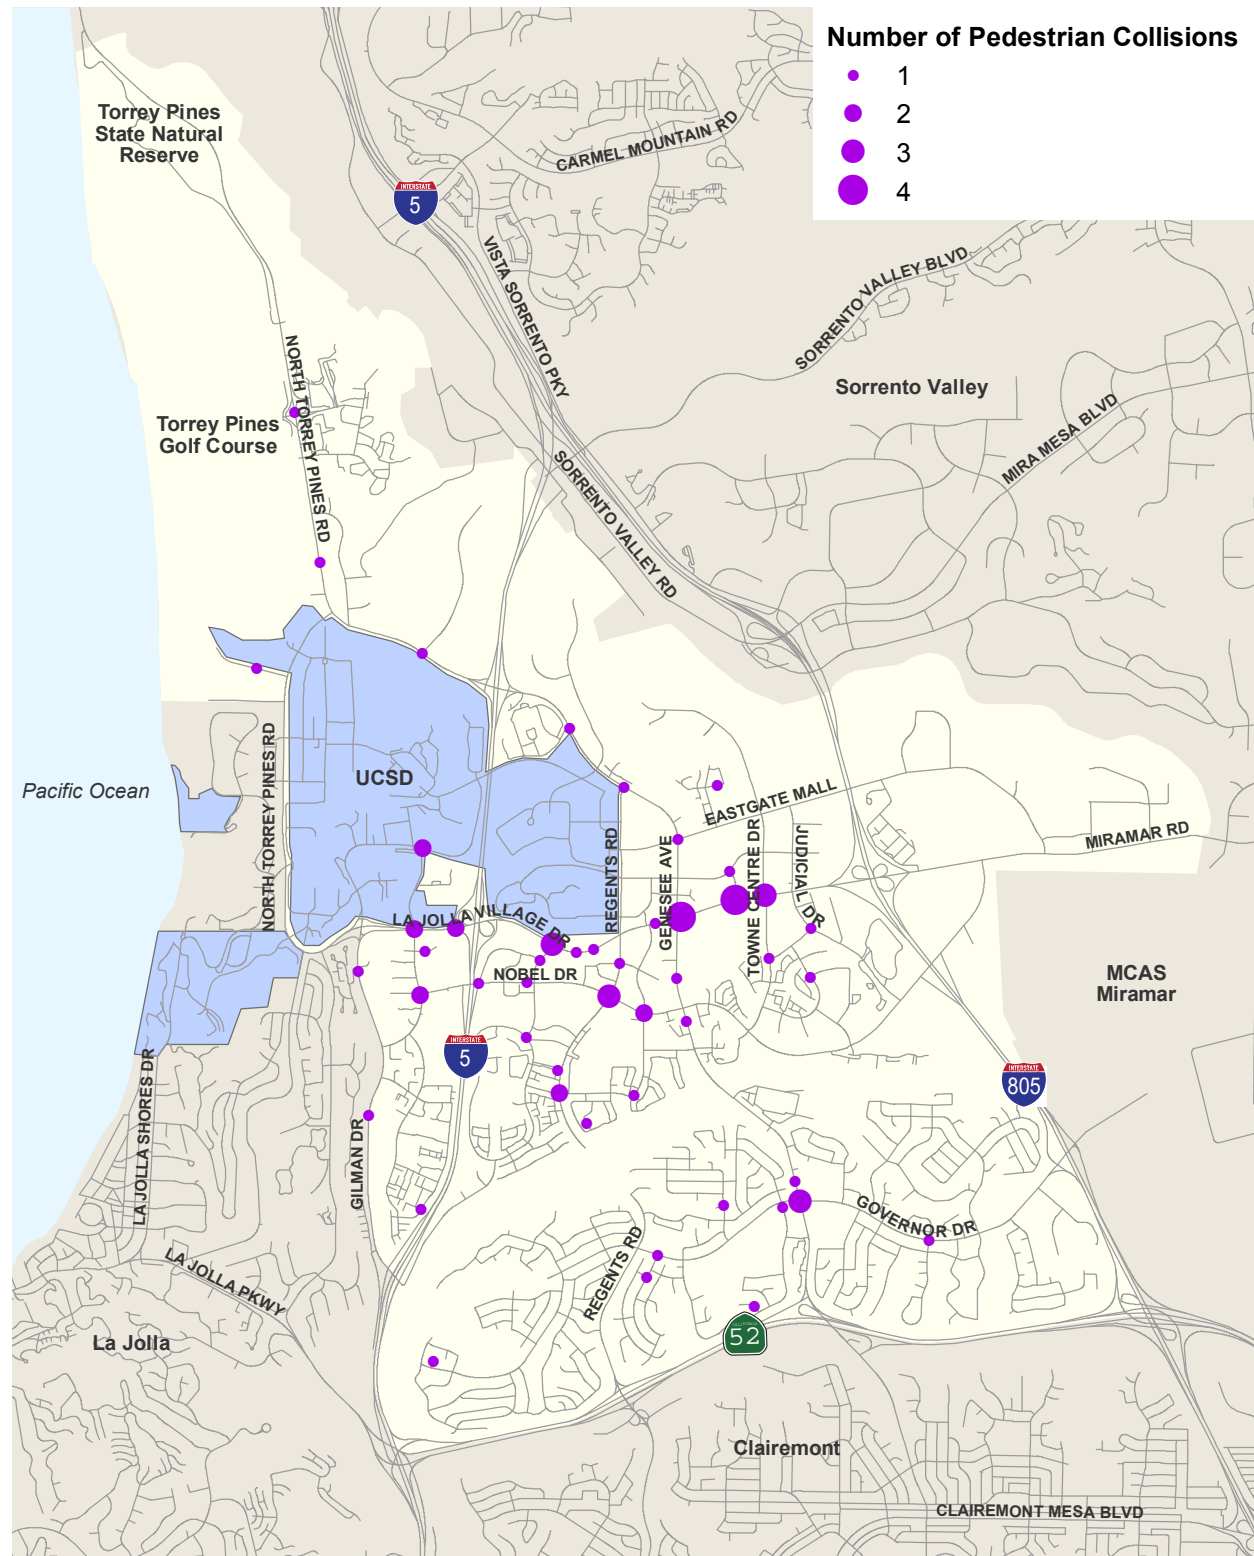 Number of Pedestrian Collisions
1
2
3
4
Torrey Pines
State Natural
Reserve
CARMEL MOUNTAIN RD
INTERSTATE
5
VISTA SORRENTO PKY
SORRENTO VALLEY BLVD
Sorrento Valley
NORTH TORREY PINES RD
Torrey Pines
Golf Course
MIRA MESA BLVD
SORRENTO VALLEY RD
NORTH TORREY PINES RD
UCSD
Pacific Ocean
EASTGATE MALL
MIRAMAR RD
REGENTS RD
GENESEE AVE
TOWNE CENTRE DR
JUDICIAL DR
LA JOLLA VILLAGE DR
NOBEL DR
MCAS
Miramar
INTERSTATE
5
INTERSTATE
805
LA JOLLA SHORES DR
GILMAN DR
GOVERNOR DR
REGENTS RD
LA JOLLA PKWY
La Jolla
52
Clairemont
CLAIREMONT MESA BLVD